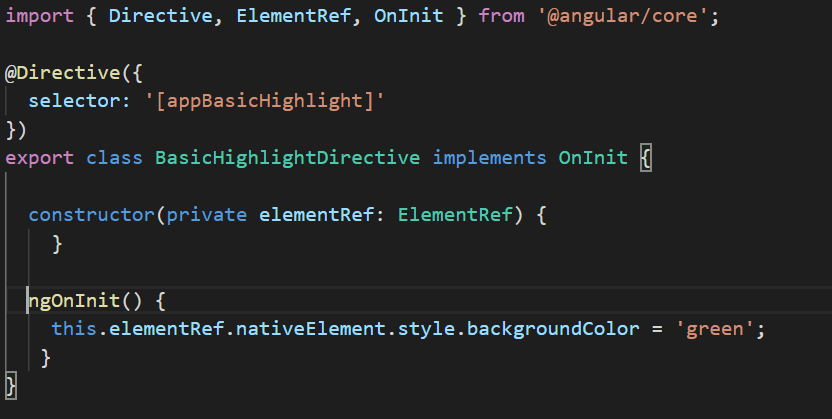 import { Directive, ElementRef, OnInit } from '@angular/core';
@Directive({
selector: '[appBasicHighlight]'
})
export class BasicHighlightDirective implements OnInit {
constructor(private elementRef: ElementRef) {
}
ngOnInit() {
this.elementRef.nativeElement.style.backgroundColor = 'green';
}
}